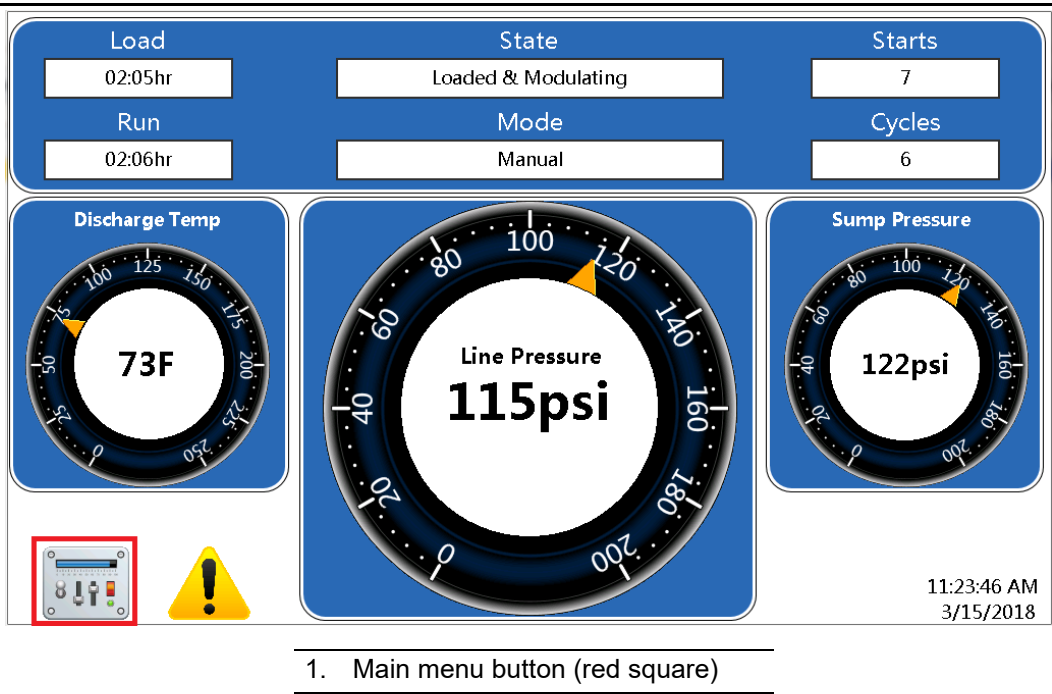 Load
State
Starts
02:05hr
Loaded & Modulating
7
Run
Mode
Cycles
02:06hr
Manual
6
Discharge Temp
0
25
50
75
100
125
150
175
200
225
250
73F
0
20
40
60
80
100
120
140
160
180
200
Line Pressure
115psi
Sump Pressure
0
20
40
60
80
100
120
140
160
180
200
122psi
11:23:46 AM
3/15/2018
1. Main menu button (red square)